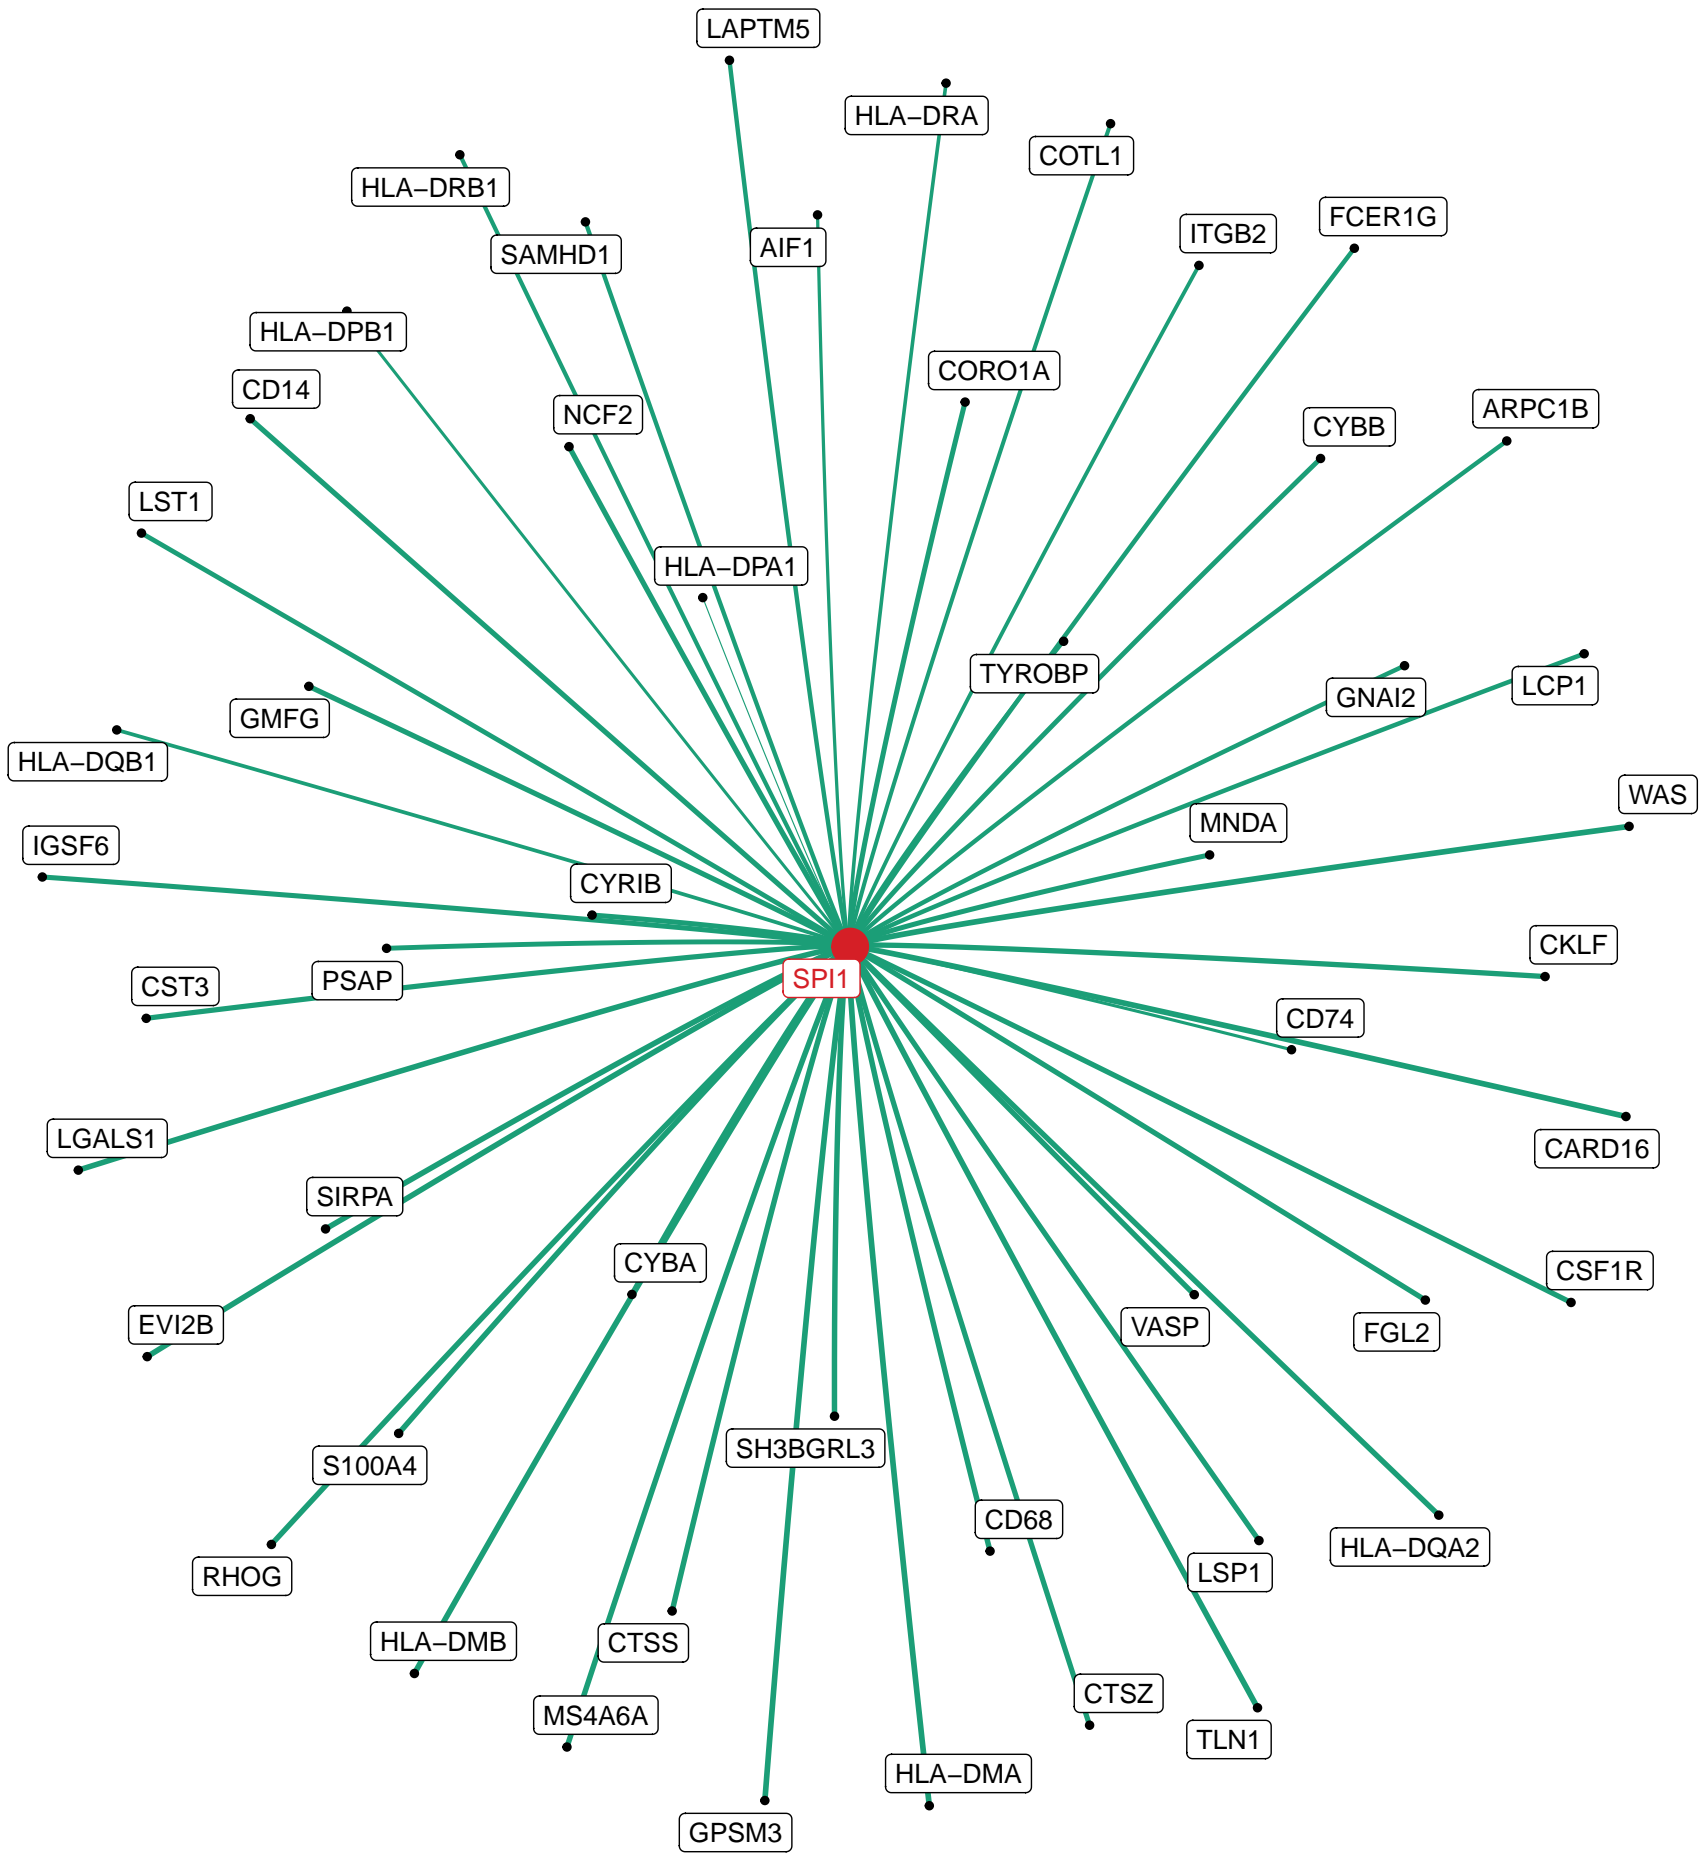 LAPTM5
HLA−DRA
COTL1
HLA−DRB1
FCER1G
ITGB2
AIF1
SAMHD1
HLA−DPB1
CORO1A
CD14
ARPC1B
NCF2
CYBB
LST1
HLA−DPA1
TYROBP
LCP1
GNAI2
GMFG
HLA−DQB1
WAS
MNDA
IGSF6
CYRIB
CKLF
SPI1
PSAP
CST3
CD74
LGALS1
CARD16
SIRPA
CYBA
CSF1R
EVI2B
VASP
FGL2
SH3BGRL3
S100A4
CD68
HLA−DQA2
LSP1
RHOG
HLA−DMB
CTSS
CTSZ
MS4A6A
TLN1
HLA−DMA
GPSM3